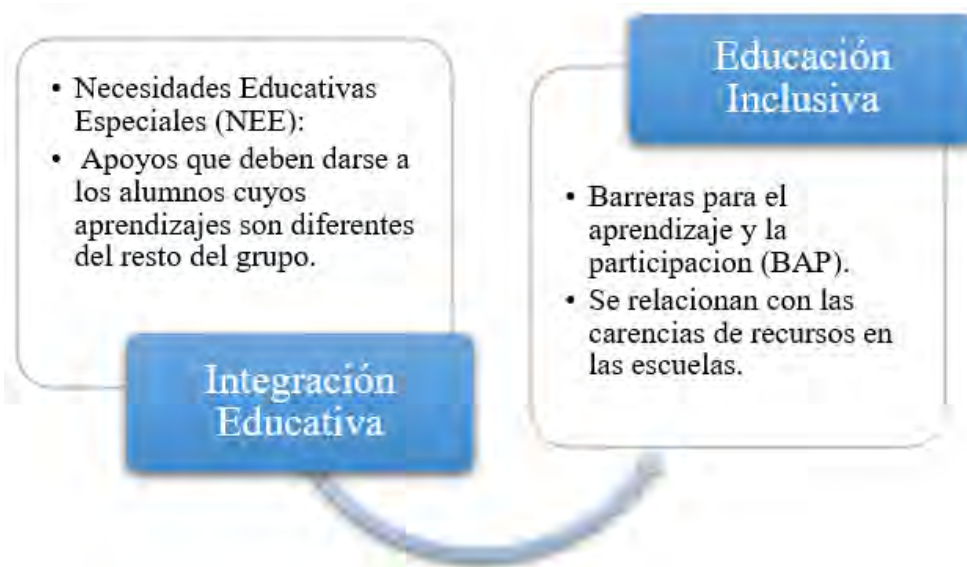 • Necesidades Educativas
Especiales (NEE):
• Apoyos que deben darse a
los alumnos cuyos
aprendizajes son diferentes
del resto del grupo.
Integración
Educativa
Educación
Inclusiva
• Barreras para el
aprendizaje y la
participacion (BAP).
• Se relacionan con las
carencias de recursos en
las escuelas.